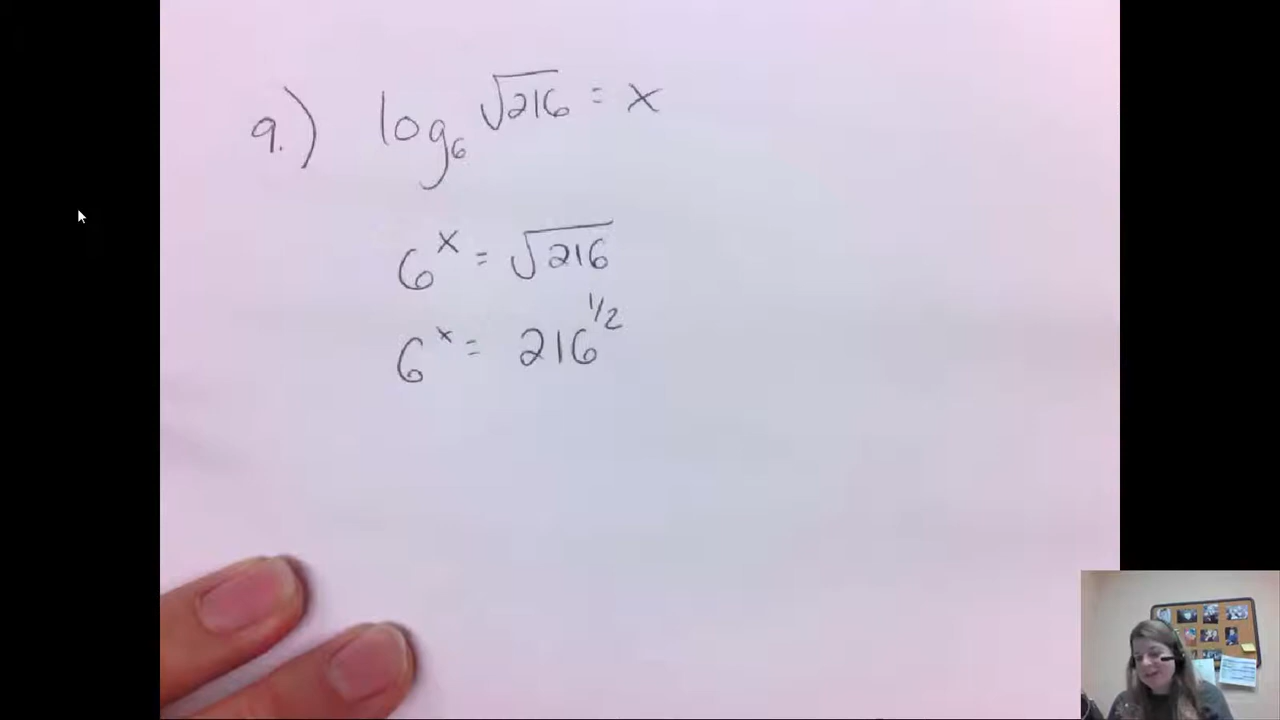 9.) log₆ √216 = x
6ˣ = √216
6ˣ = 216^1/2